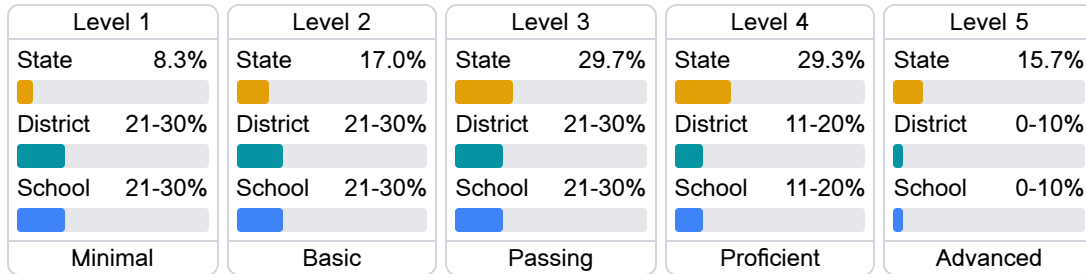 Level 1
State 8.3%
District 21-30%
School 21-30%
Minimal
Level 2
State 17.0%
District 21-30%
School 21-30%
Basic
Level 3
State 29.7%
District 21-30%
School 21-30%
Passing
Level 4
State 29.3%
District 11-20%
School 11-20%
Proficient
Level 5
State 15.7%
District 0-10%
School 0-10%
Advanced